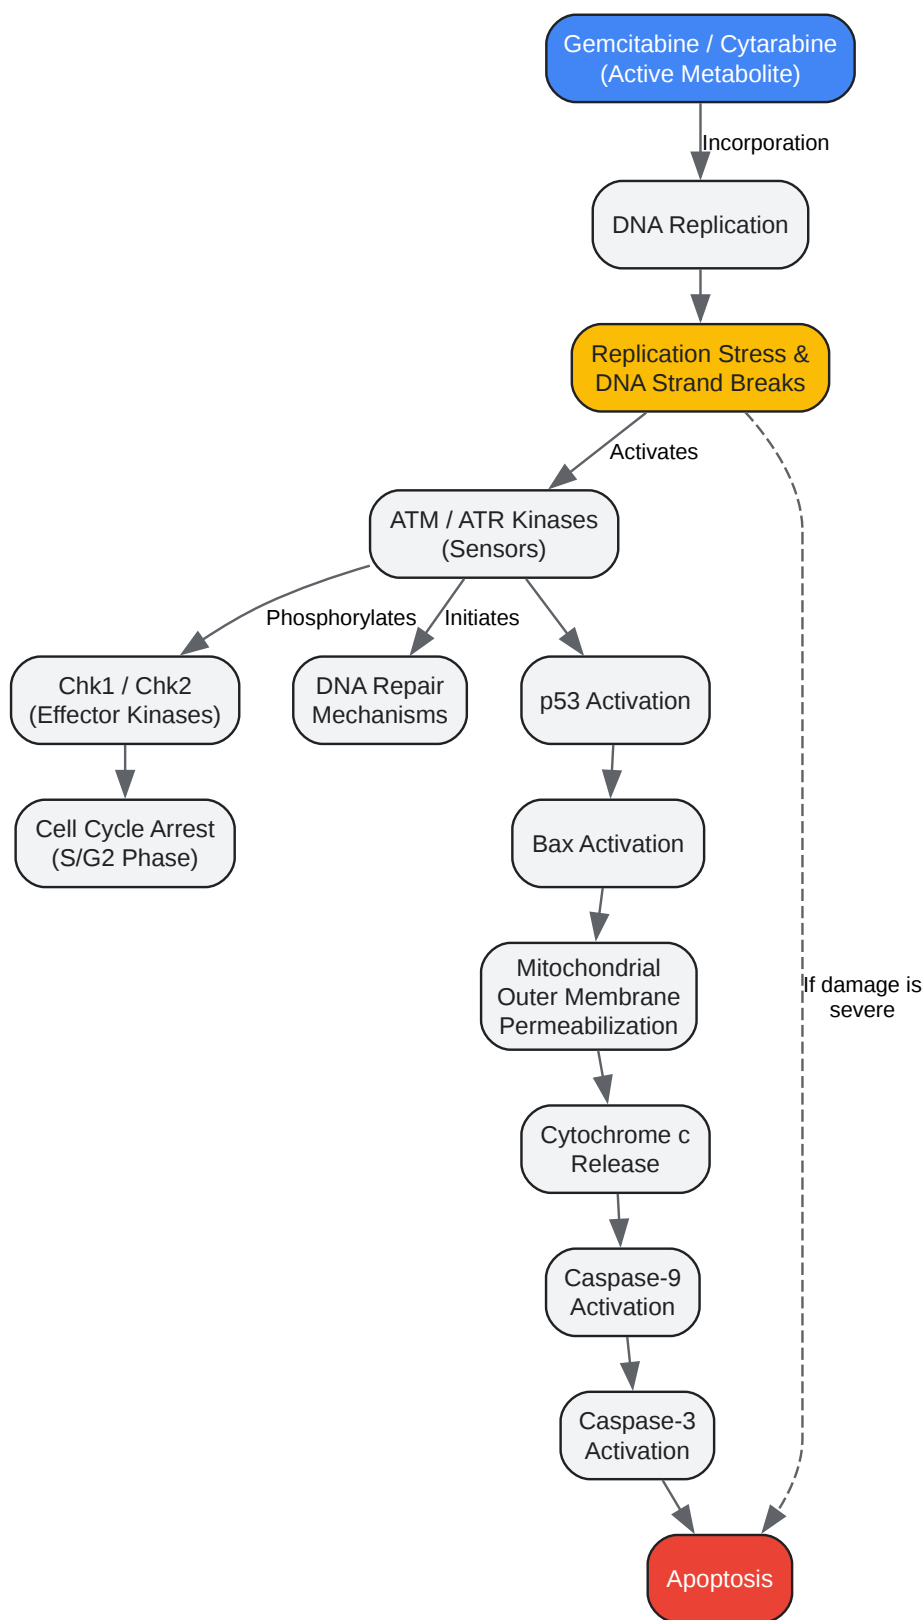 Gemcitabine / Cytarabine
(Active Metabolite)
Incorporation
DNA Replication
Replication Stress &
DNA Strand Breaks
Activates
ATM / ATR Kinases
(Sensors)
Phosphorylates
Initiates
Chk1 / Chk2
(Effector Kinases)
DNA Repair
Mechanisms
p53 Activation
Cell Cycle Arrest
(S/G2 Phase)
Bax Activation
Mitochondrial
Outer Membrane
Permeabilization
If damage is
severe
Cytochrome c
Release
Caspase-9
Activation
Caspase-3
Activation
Apoptosis